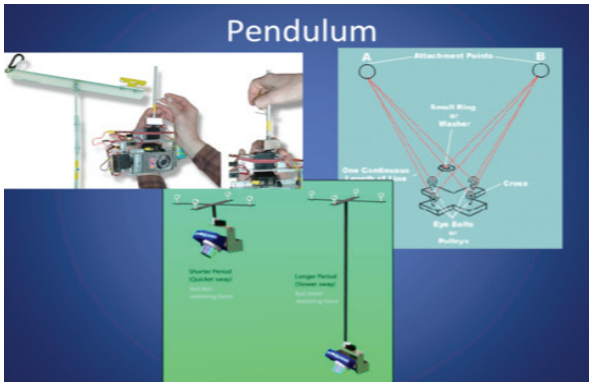 Pendulum
A
Attachment Points
B
Small Ring
or
Washer
One Continuous
Length of Line
Cross
Eye Bolts
or
Pulleys
Shorter Period
(Quicker sway)
Longer Period
(Slower sway)